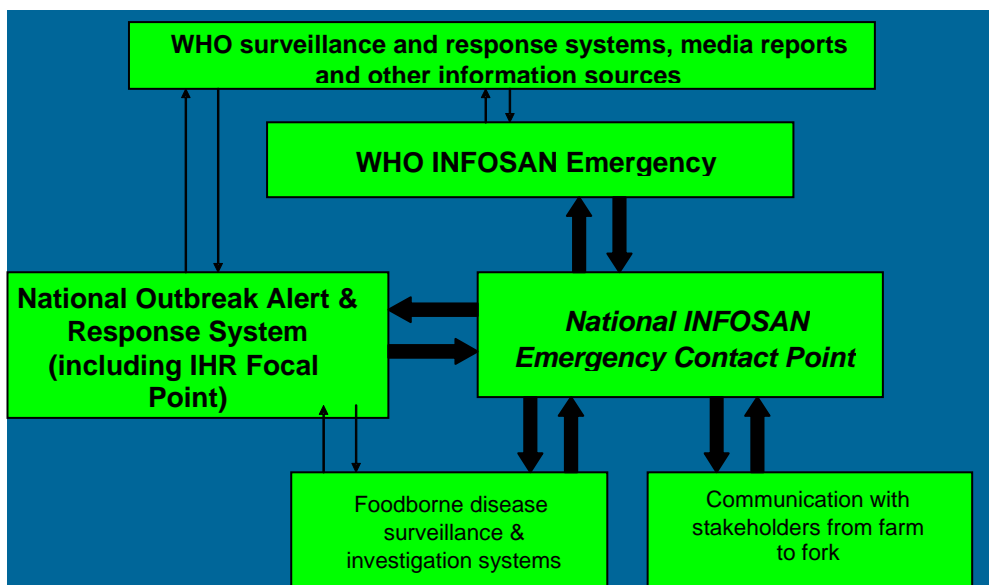 WHO surveillance and response systems, media reports
and other information sources
WHO INFOSAN Emergency
National Outbreak Alert &
Response System
(including IHR Focal
Point)
National INFOSAN
Emergency Contact Point
Foodborne disease
surveillance &
investigation systems
Communication with
stakeholders from farm
to fork